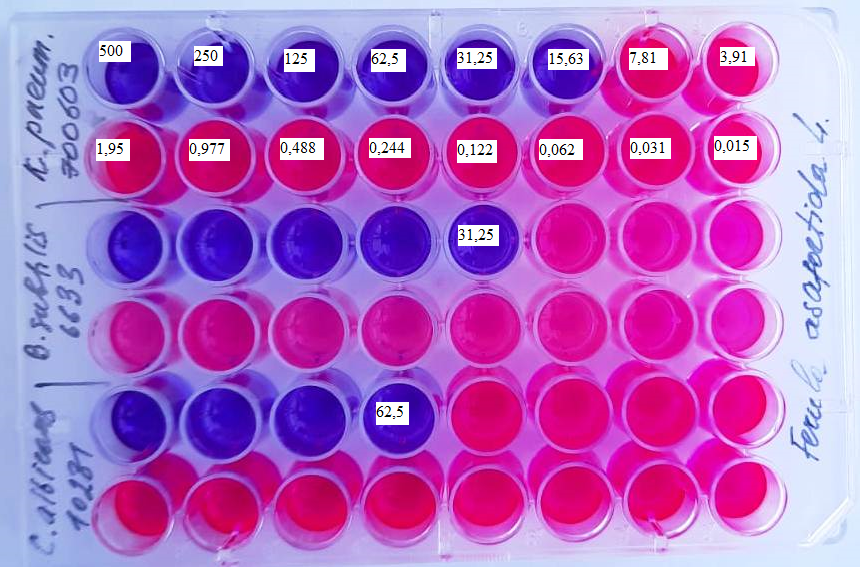 500 250 125 62,5 31,25 15,63 7,81 3,91
1,95 0,977 0,488 0,244 0,122 0,062 0,031 0,015
31,25
62,5
K. pneum.
700603
B. subtilis
6633
C. albicans
10231
Ferula asafoetida 4.